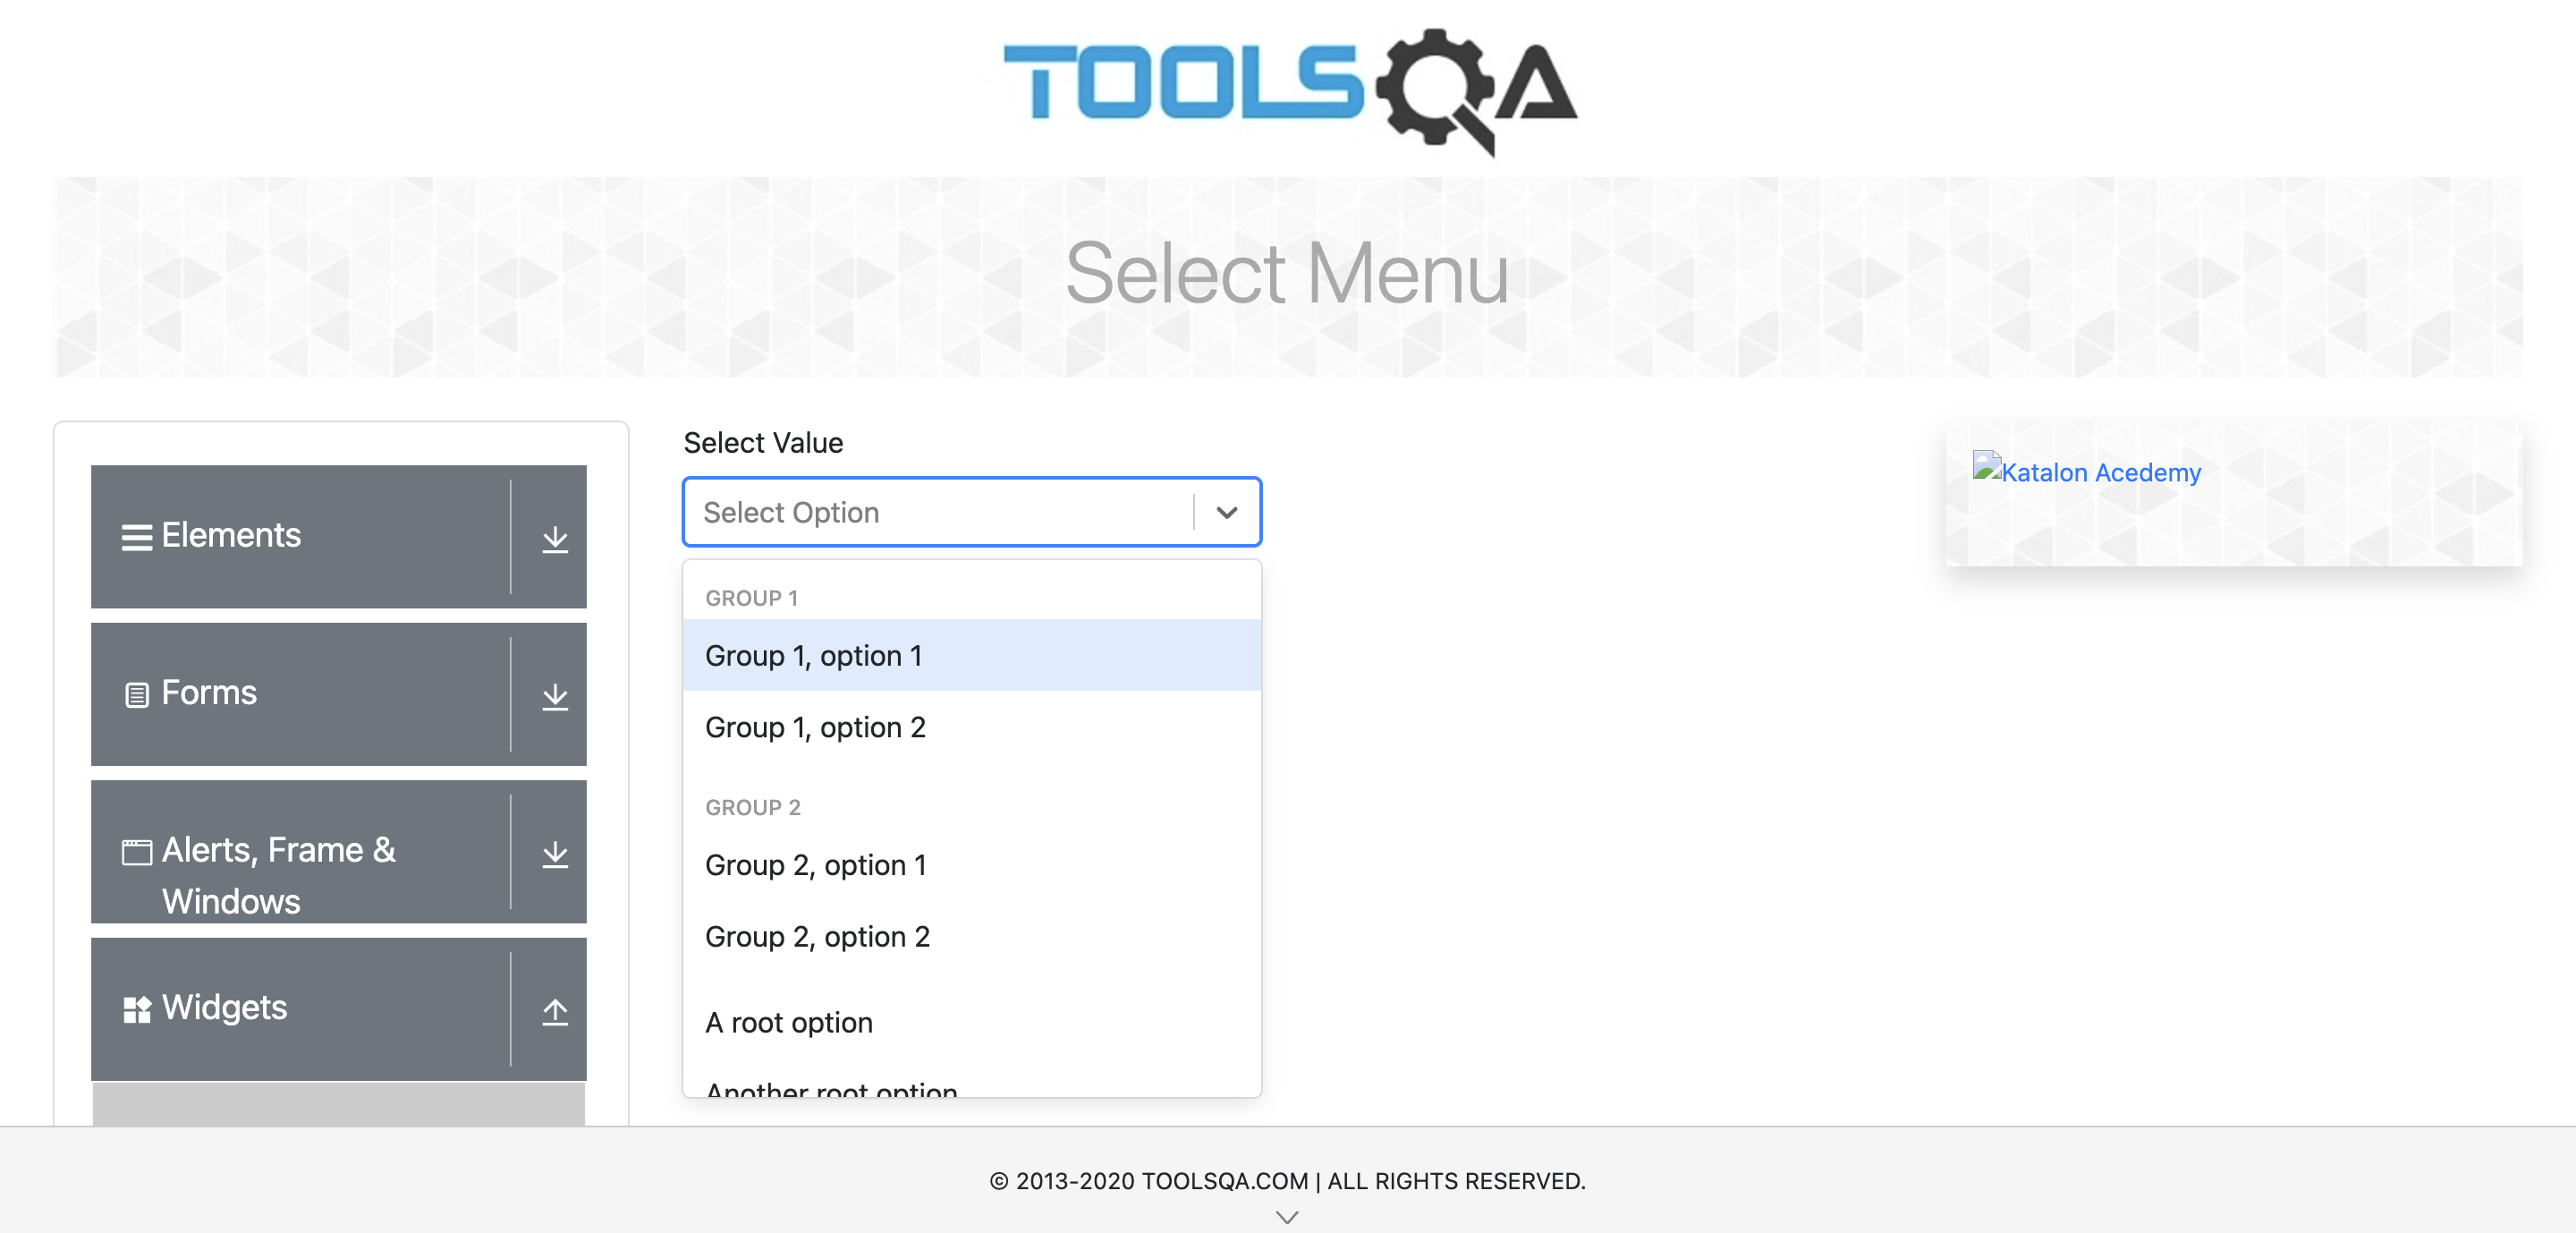 TOOLSQA
Select Menu
Elements
Forms
Alerts, Frame &
Windows
Widgets
Select Value
Select Option
GROUP 1
Group 1, option 1
Group 1, option 2
GROUP 2
Group 2, option 1
Group 2, option 2
A root option
Another root option
Katalon Acedemy
© 2013-2020 TOOLSQA.COM | ALL RIGHTS RESERVED.